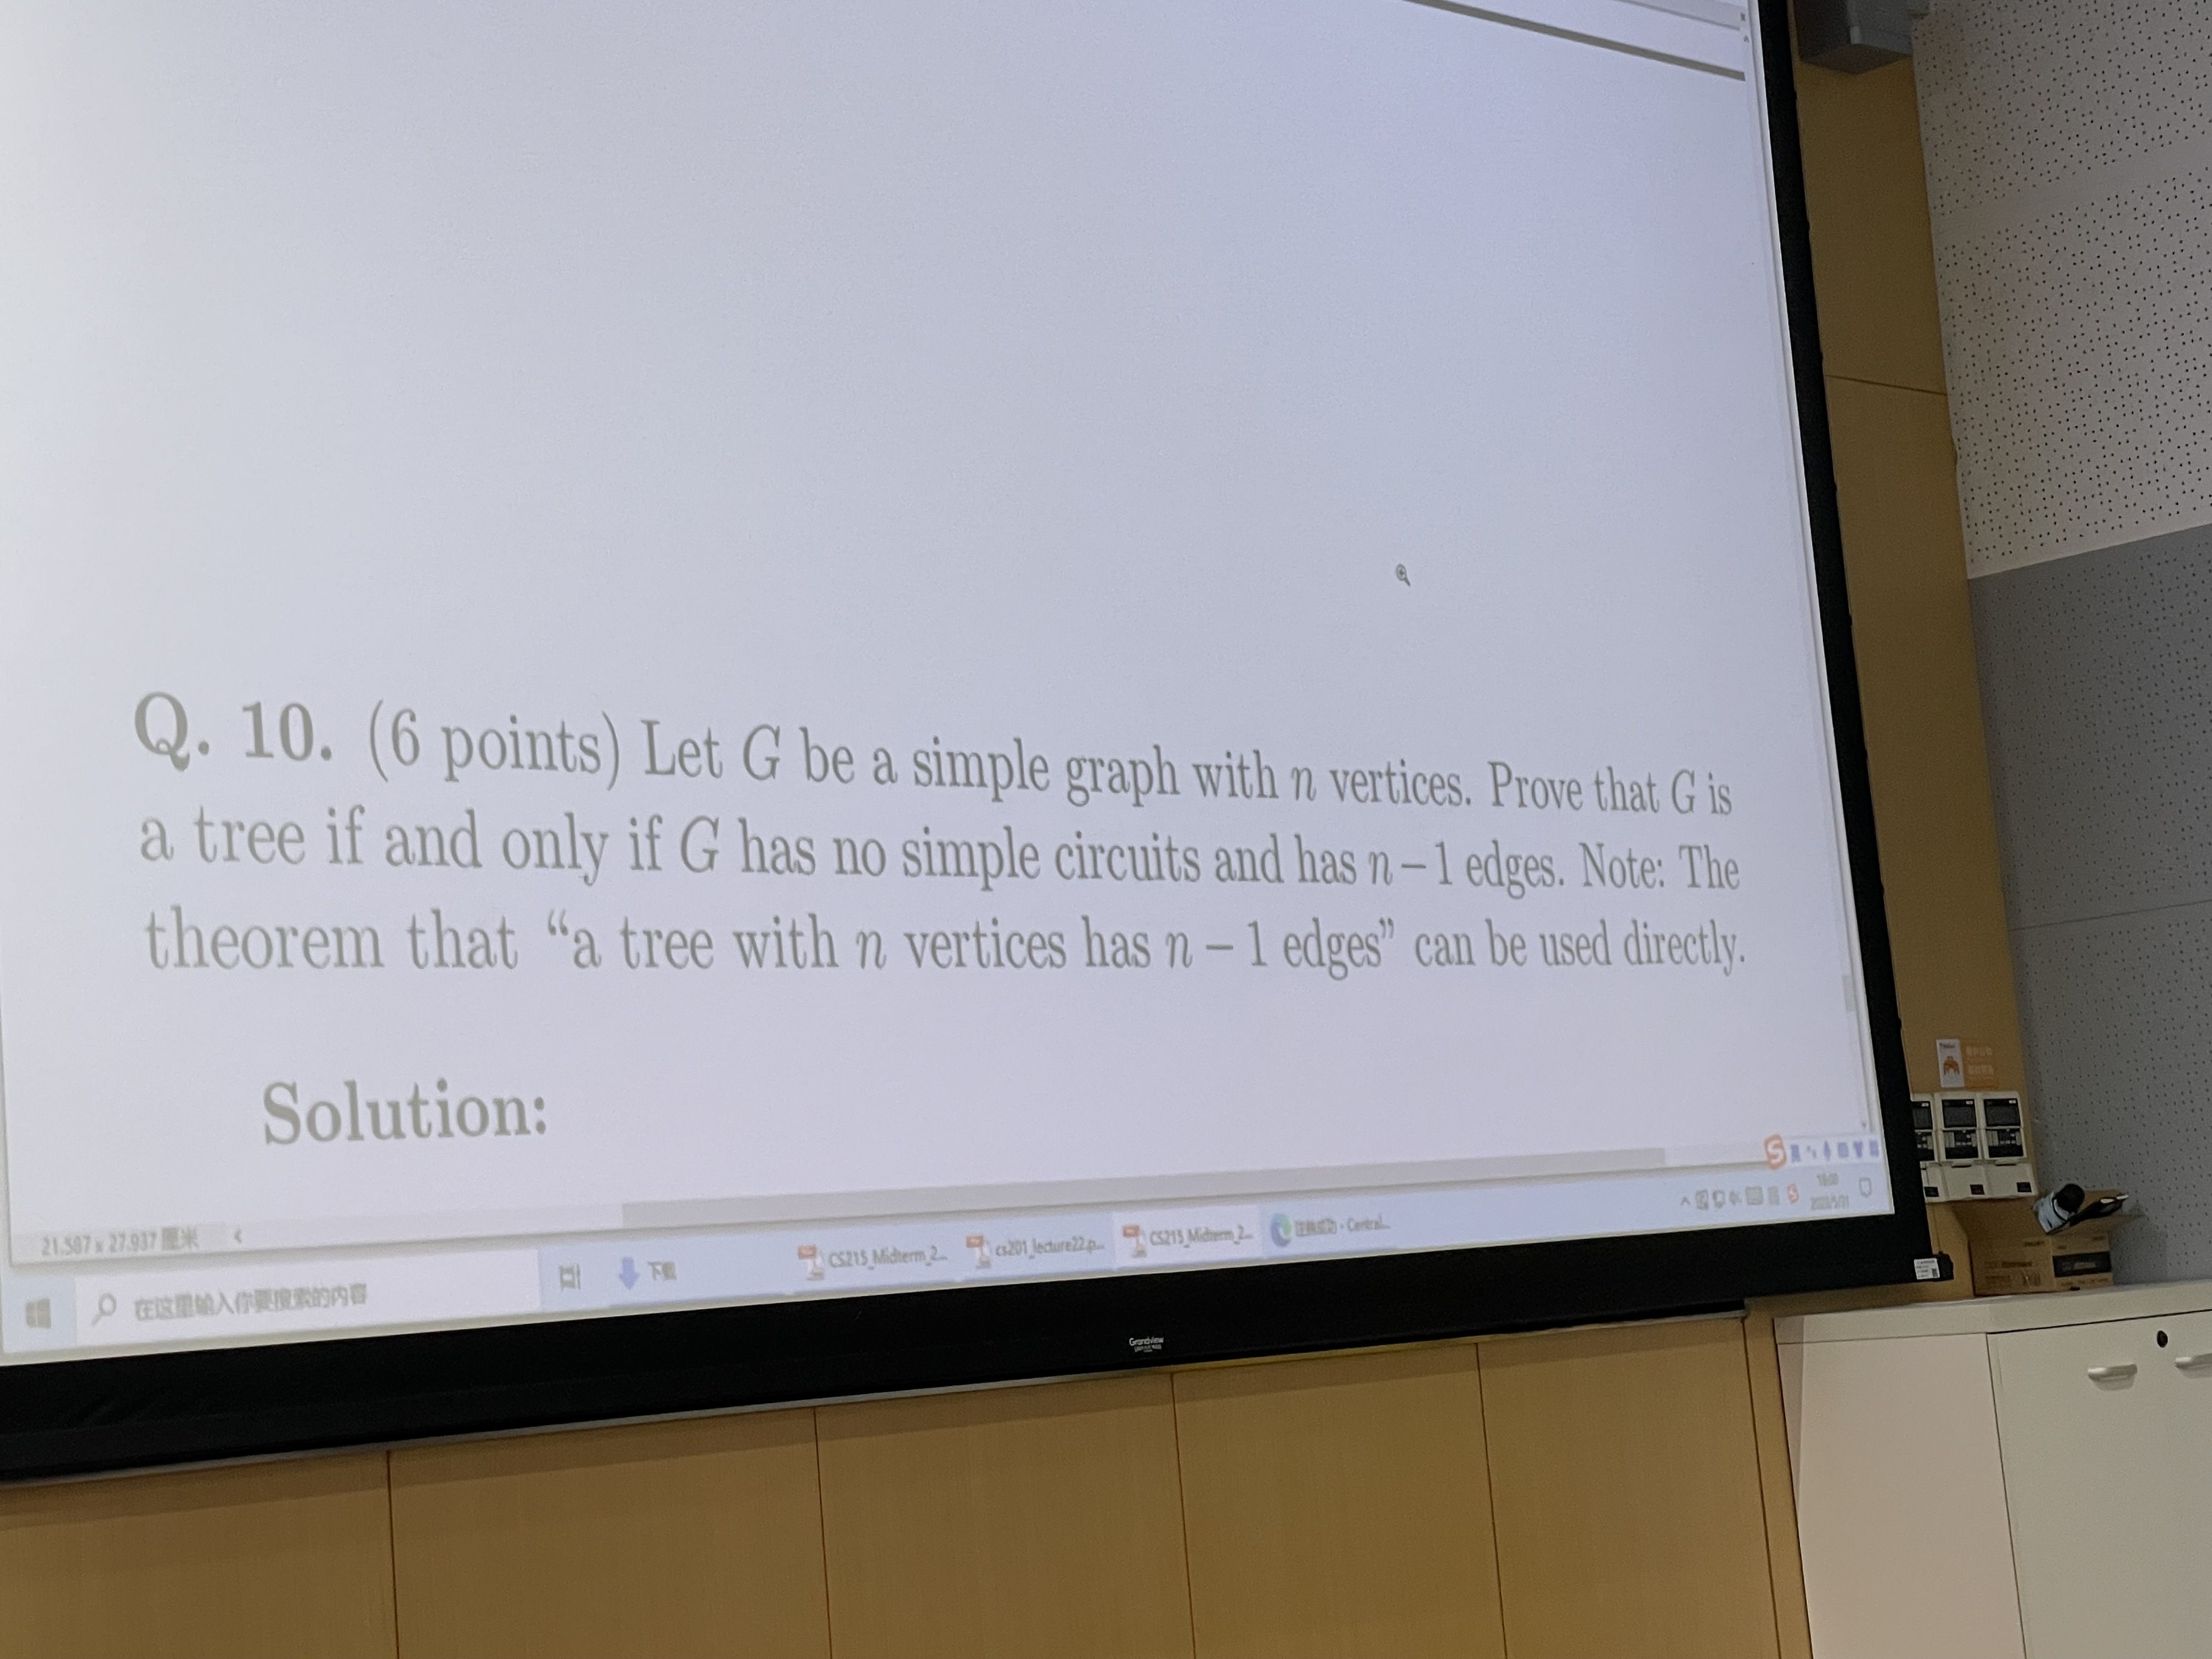 Q. 10. (6 points) Let G be a simple graph with n vertices. Prove that G is
a tree if and only if G has no simple circuits and has n − 1 edges. Note: The
theorem that “a tree with n vertices has n − 1 edges” can be used directly.
Solution:
21.587 x 27.937 厘米
在这里输入你要搜索的内容
下载
CS215_Midterm_2...
cs201_lecture22.p...
CS215_Midterm_2...
Central...
Grandview